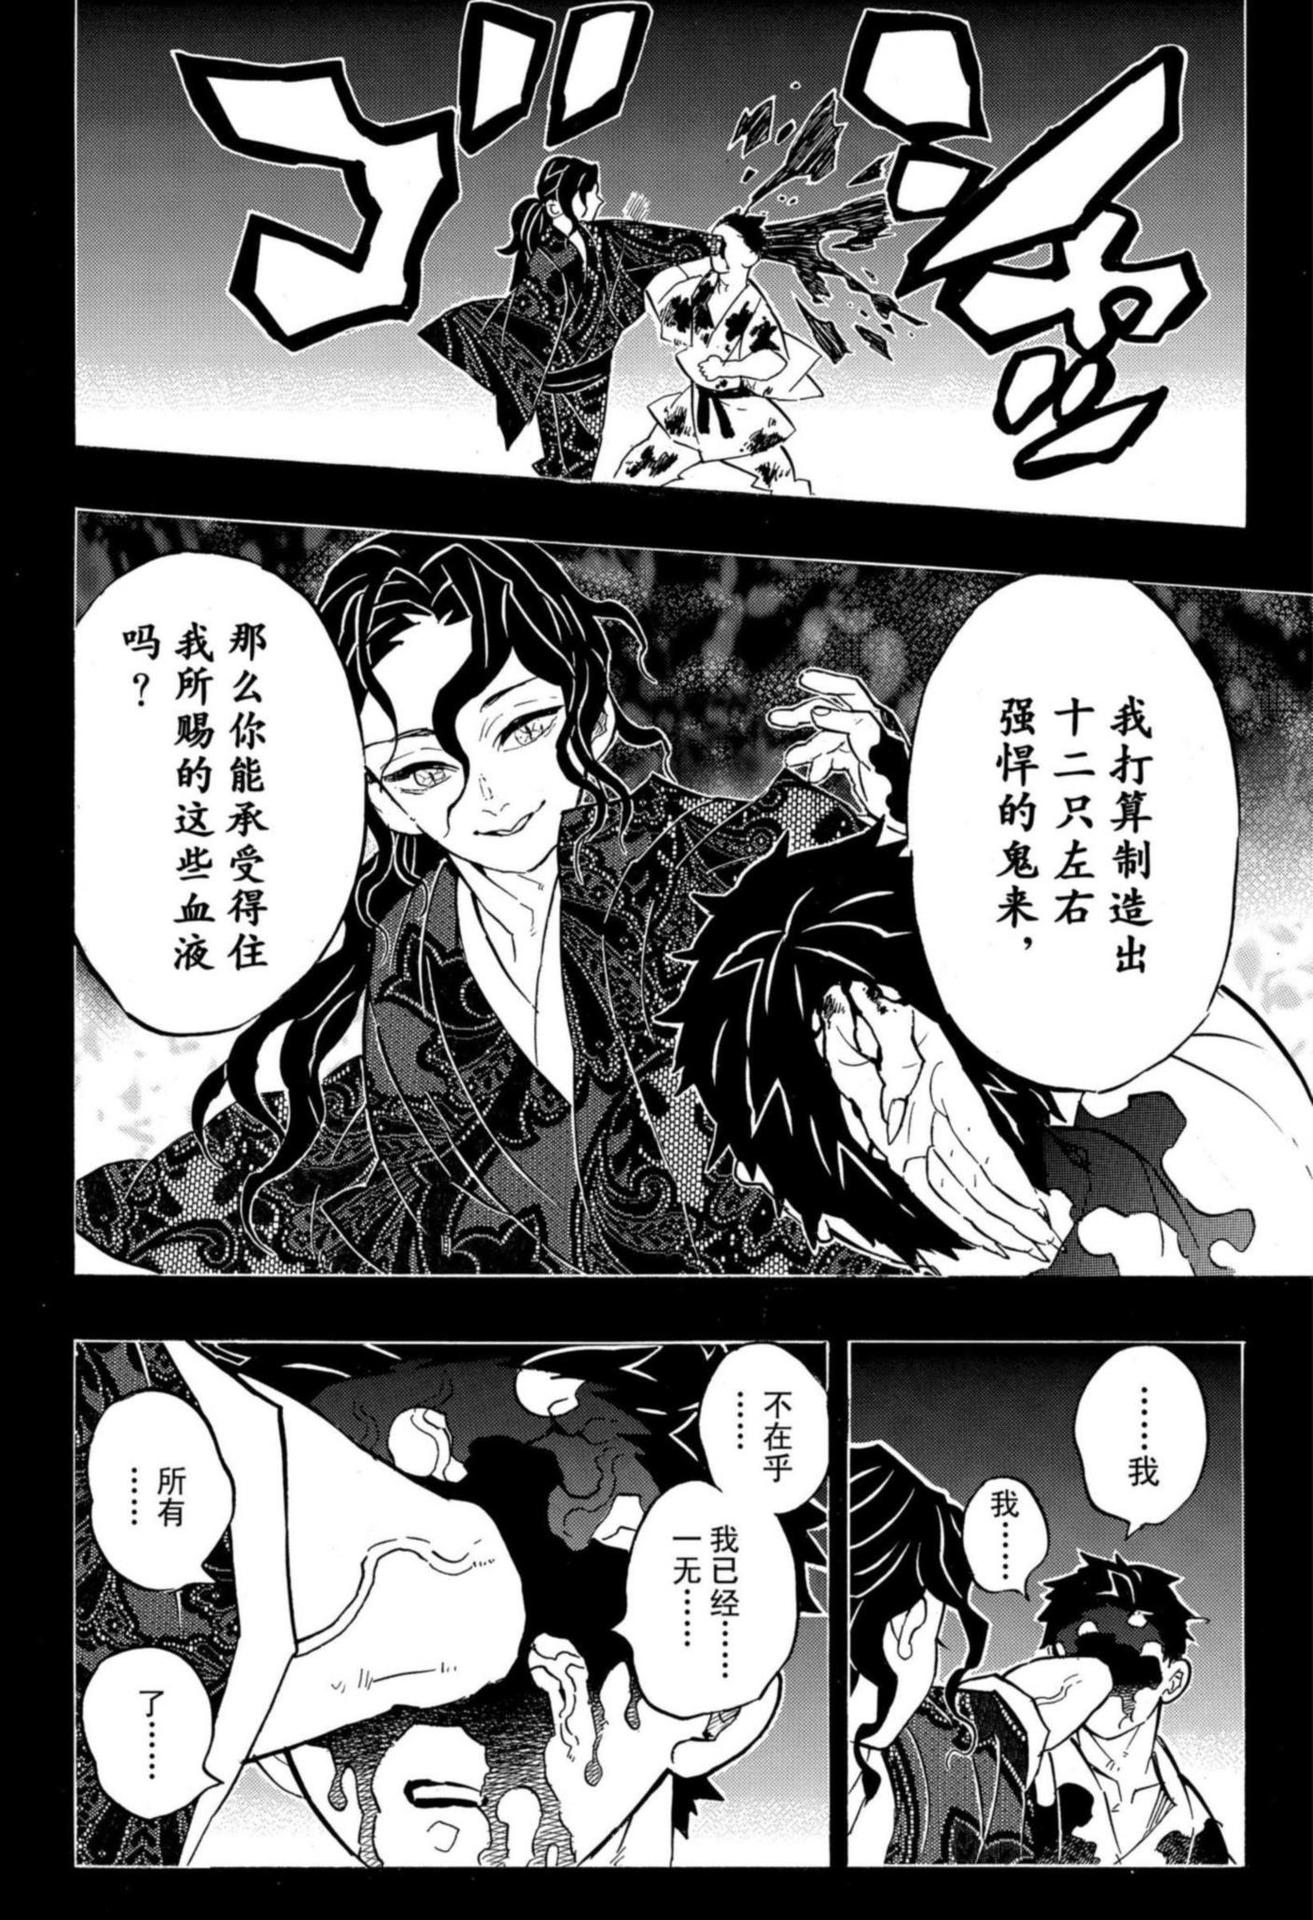 ゴシャッ
我打算制造出
十二只左右
强悍的鬼来，
那么你能承受得住
我所赐的这些血液
吗？
……我
我……
不在乎
……
我已经……
一无……
所有
……
了……